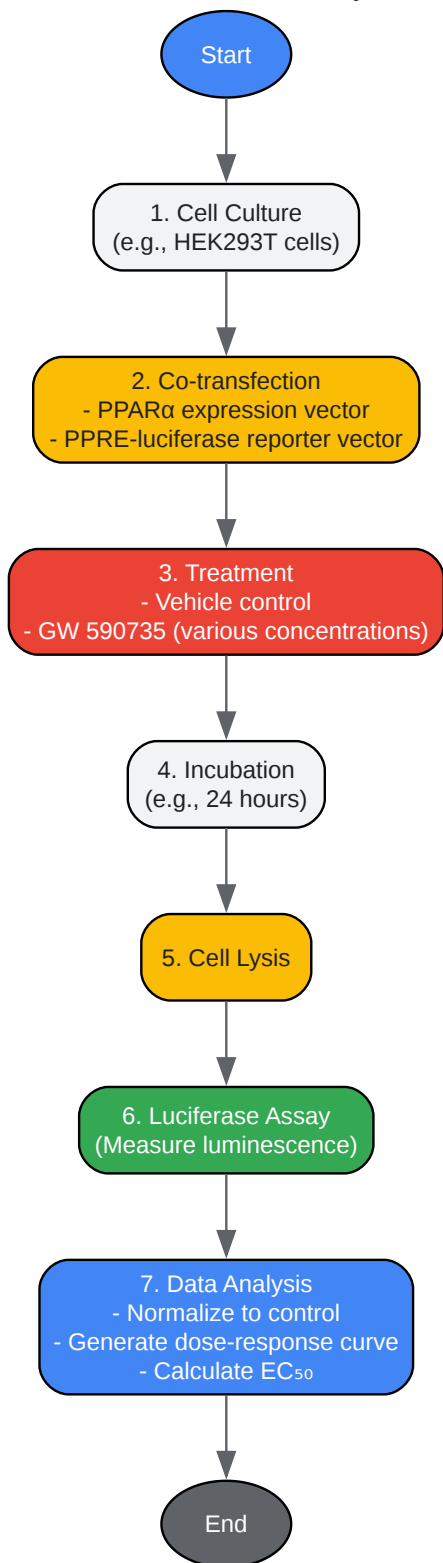 Start
1. Cell Culture
(e.g., HEK293T cells)
2. Co-transfection
- PPARα expression vector
- PPRE-luciferase reporter vector
3. Treatment
- Vehicle control
- GW 590735 (various concentrations)
4. Incubation
(e.g., 24 hours)
5. Cell Lysis
6. Luciferase Assay
(Measure luminescence)
7. Data Analysis
- Normalize to control
- Generate dose-response curve
- Calculate EC₅₀
End